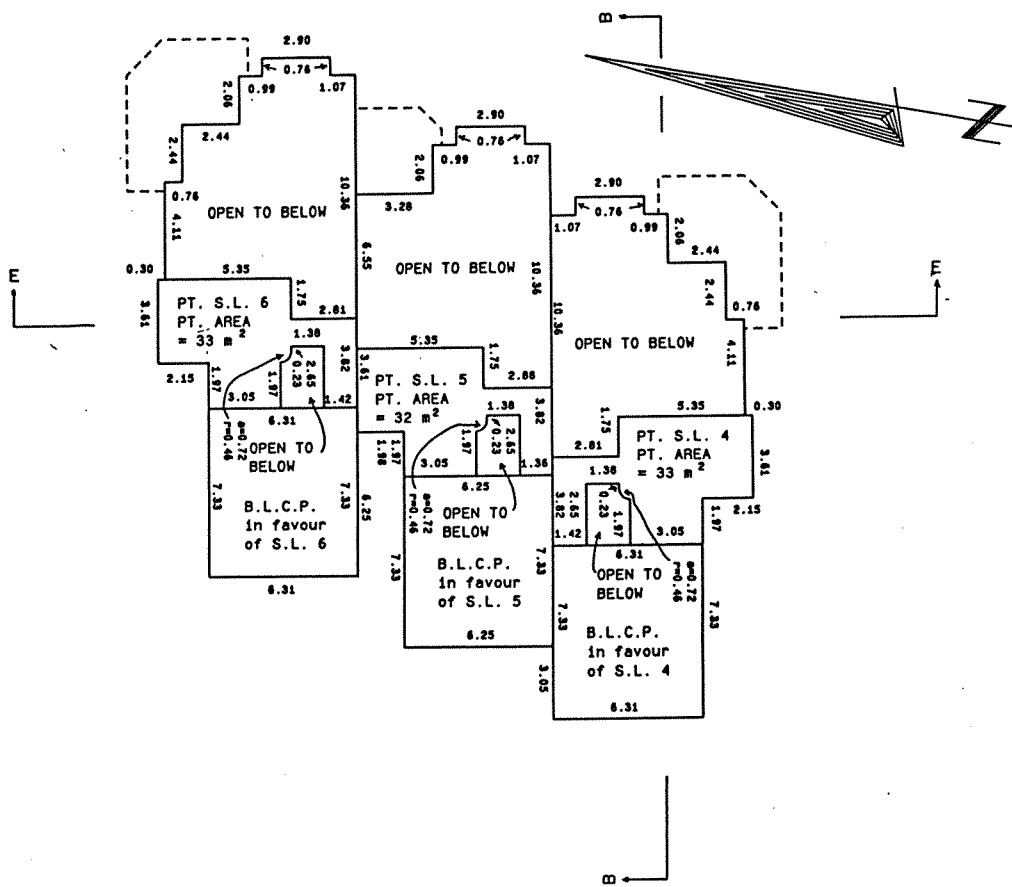 B
2.90
0.76
0.99
1.07
2.06
2.44
2.44
0.76
4.11
OPEN TO BELOW
10.36
0.30
5.35
E
3.61
PT. S.L. 6
PT. AREA
= 33 m²
1.75
2.81
1.38
0.23
2.65
1.97
3.82
2.15
1.97
3.05
1.42
6.31
a=0.72
r=0.46
OPEN TO
BELOW
7.33
7.33
B.L.C.P.
in favour
of S.L. 6
6.31
2.90
0.76
0.99
1.07
2.06
3.28
6.55
OPEN TO BELOW
10.36
5.35
3.61
1.75
2.88
PT. S.L. 5
PT. AREA
= 32 m²
1.38
0.23
2.65
1.97
3.82
1.98
1.97
3.05
1.36
6.25
6.25
a=0.72
r=0.46
OPEN TO
BELOW
7.33
7.33
B.L.C.P.
in favour
of S.L. 5
6.25
N
2.90
0.76
1.07
0.99
2.06
2.44
2.44
0.76
10.36
OPEN TO BELOW
4.11
E
5.35
0.30
1.75
2.81
PT. S.L. 4
PT. AREA
= 33 m²
3.61
1.38
0.23
2.65
1.97
3.82
2.15
1.97
1.42
3.05
6.31
a=0.72
r=0.46
OPEN TO
BELOW
7.33
7.33
B.L.C.P.
in favour
of S.L. 4
3.05
6.31
B